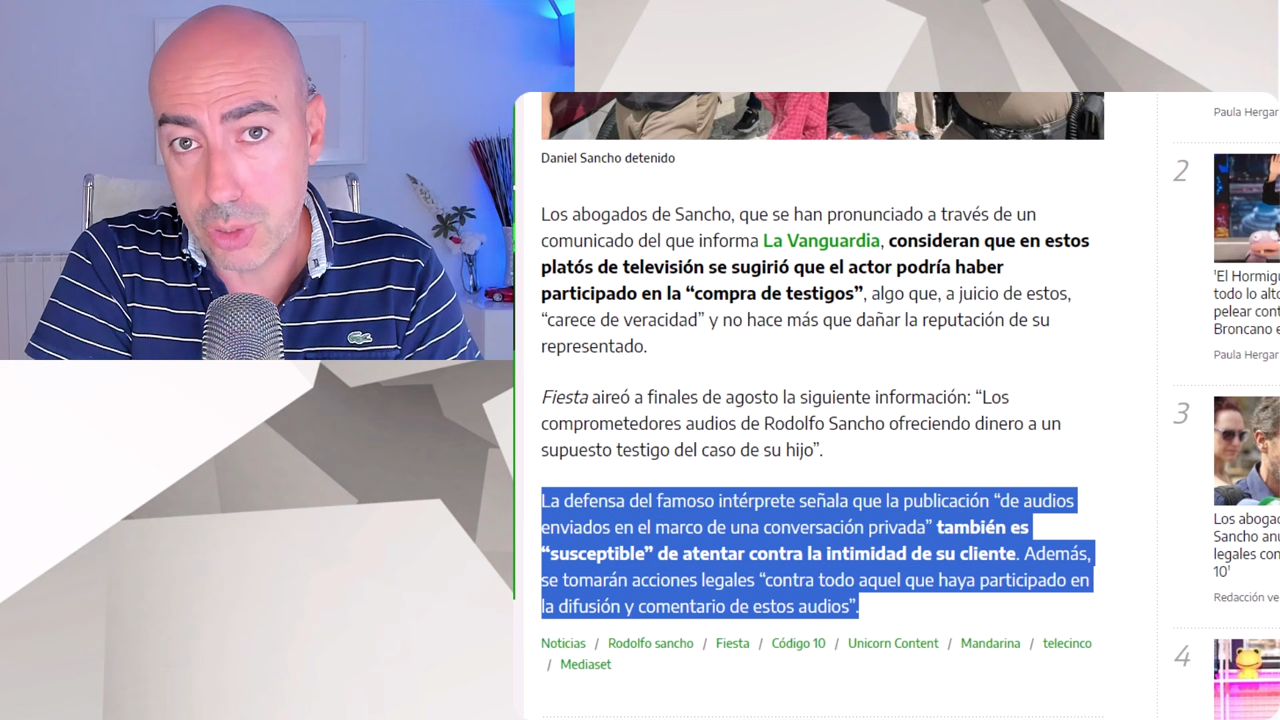 Daniel Sancho detenido
Los abogados de Sancho, que se han pronunciado a través de un
comunicado del que informa La Vanguardia, consideran que en estos
platós de televisión se sugirió que el actor podría haber
participado en la “compra de testigos”, algo que, a juicio de estos,
“carece de veracidad” y no hace más que dañar la reputación de su
representado.
Fiesta aireó a finales de agosto la siguiente información: “Los
comprometedores audios de Rodolfo Sancho ofreciendo dinero a un
supuesto testigo del caso de su hijo”.
La defensa del famoso intérprete señala que la publicación “de audios
enviados en el marco de una conversación privada” también es
“susceptible” de atentar contra la intimidad de su cliente. Además,
se tomarán acciones legales “contra todo aquel que haya participado en
la difusión y comentario de estos audios”.
Noticias / Rodolfo sancho / Fiesta / Código 10 / Unicorn Content / Mandarina / telecinco
/ Mediaset
Paula Hergar
2
'El Hormig
todo lo alto
pelear cont
Broncano e
Paula Hergar
3
Los abogad
Sancho anu
legales con
10'
Redacción ve
4